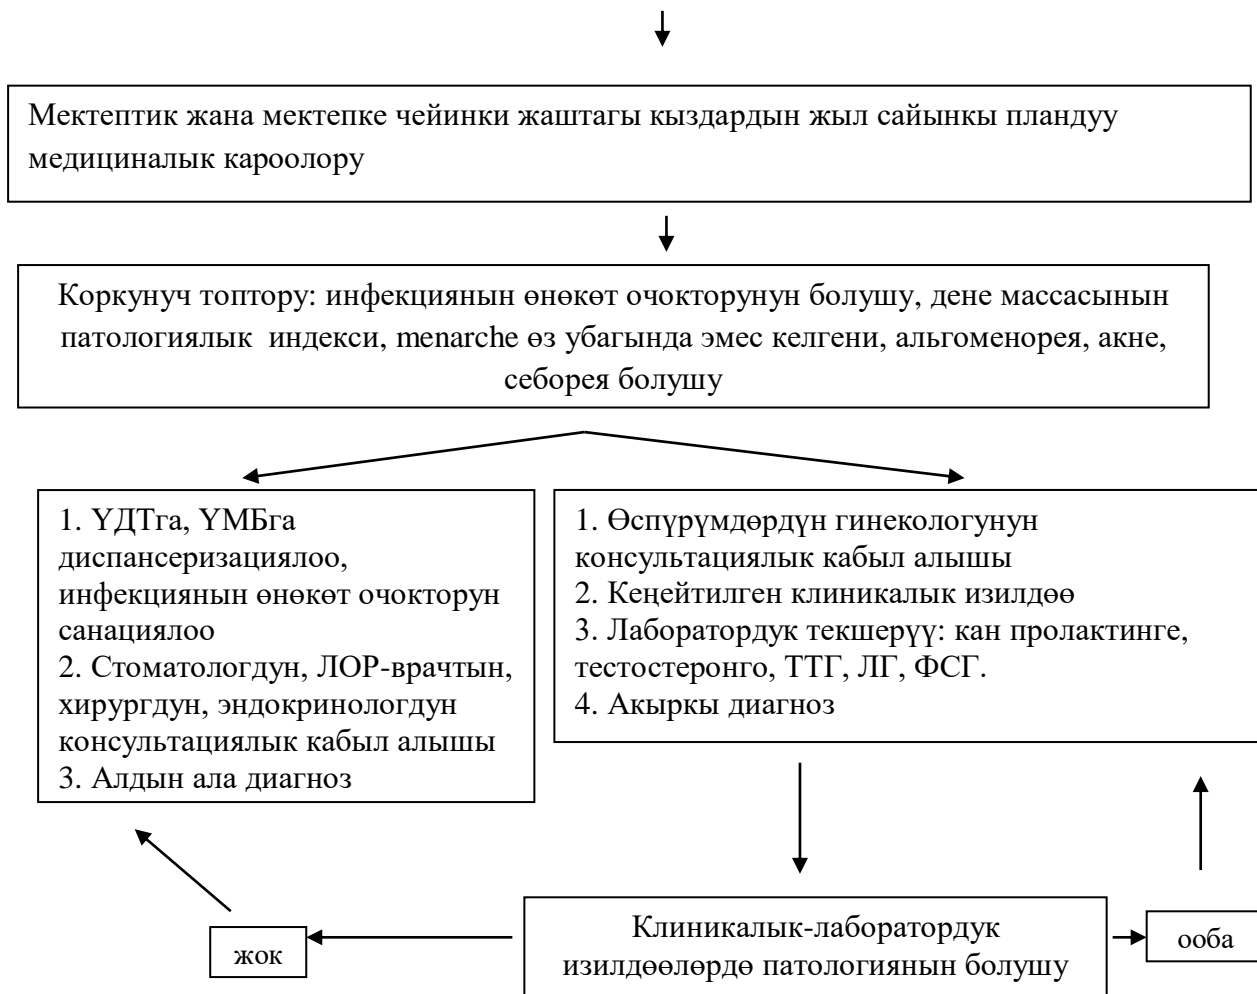 Мектептик жана мектепке чейинки жаштагы кыздардын жыл сайынкы пландуу
медициналык кароолору
Коркунуч топтору: инфекциянын өнөкөт очокторунун болушу, дене массасынын
патологиялык индекси, menarche өз убагында эмес келгени, альгоменорея, акне,
себорея болушу
1. ҮДТга, ҮМБга
диспансеризациялоо,
инфекциянын өнөкөт очокторун
санациялоо
2. Стоматологдун, ЛОР-врачтын,
хирургдун, эндокринологдун
консультациялык кабыл алышы
3. Алдын ала диагноз
1. Өспүрүмдөрдүн гинекологунун
консультациялык кабыл алышы
2. Кеңейтилген клиникалык изилдөө
3. Лаборатордук текшерүү: кан пролактинге,
тестостеронго, ТТГ, ЛГ, ФСГ.
4. Акыркы диагноз
жок
Клиникалык-лаборатордук
изилдөөлөрдө патологиянын болушу
ооба